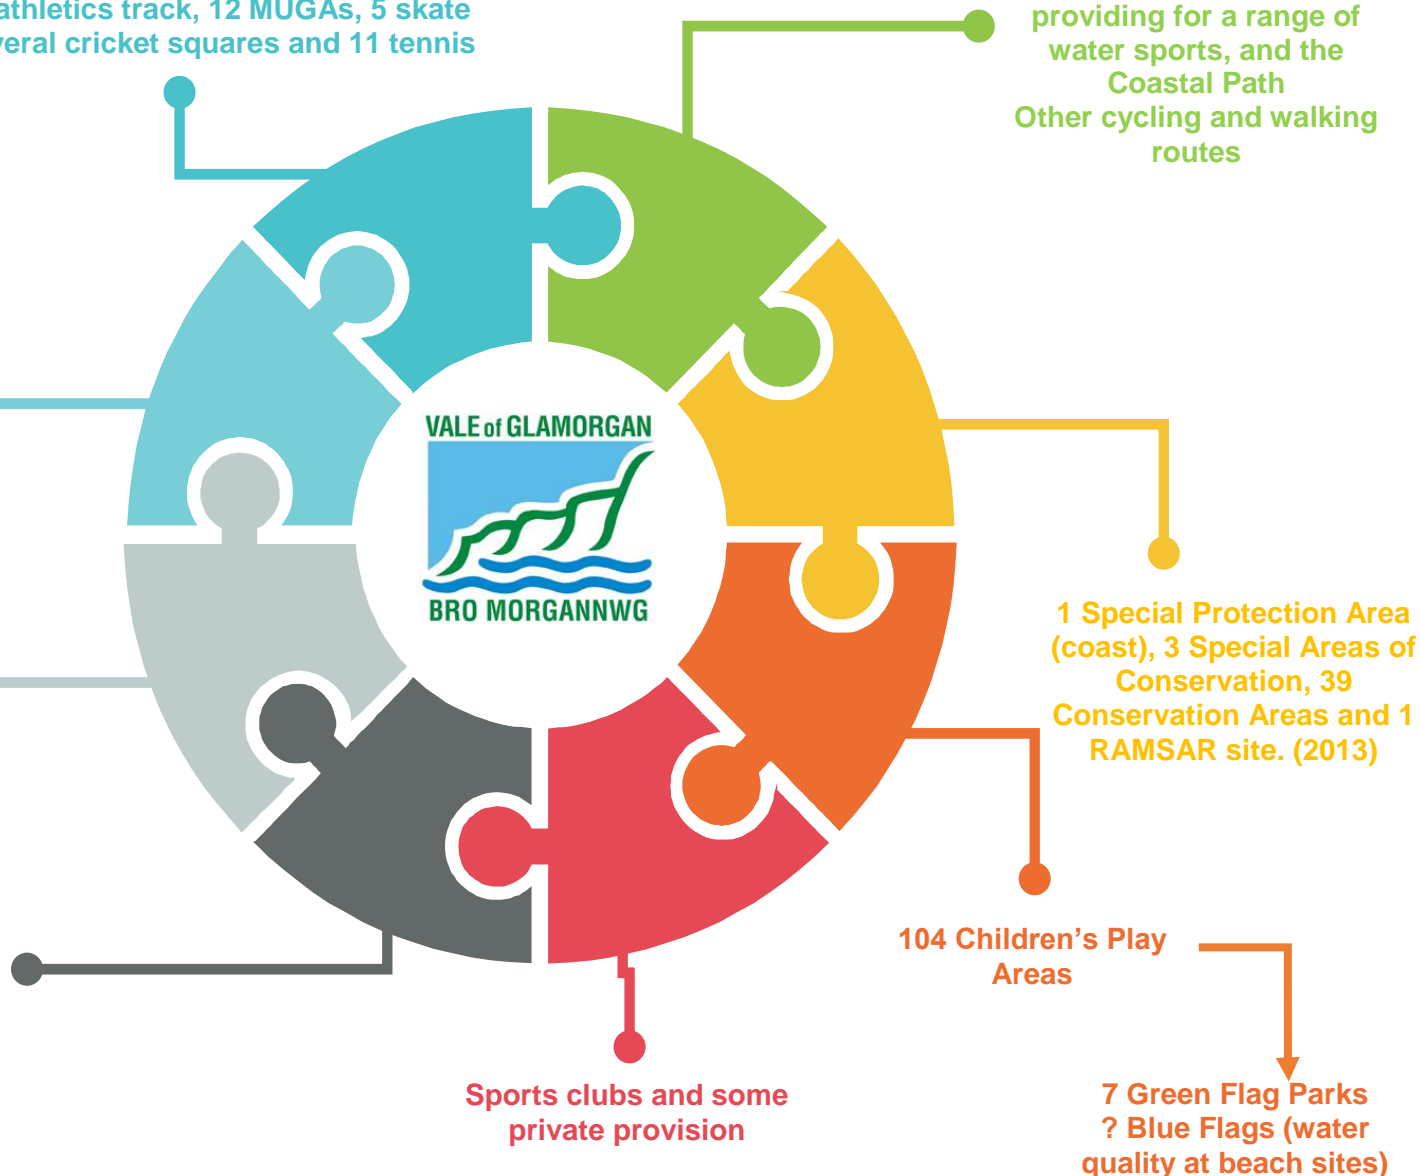 athletics track, 12 MUGAs, 5 skate
veral cricket squares and 11 tennis
providing for a range of
water sports, and the
Coastal Path
Other cycling and walking
routes
VALE of GLAMORGAN
BRO MORGANNWG
1 Special Protection Area
(coast), 3 Special Areas of
Conservation, 39
Conservation Areas and 1
RAMSAR site. (2013)
104 Children’s Play
Areas
Sports clubs and some
private provision
7 Green Flag Parks
? Blue Flags (water
quality at beach sites)